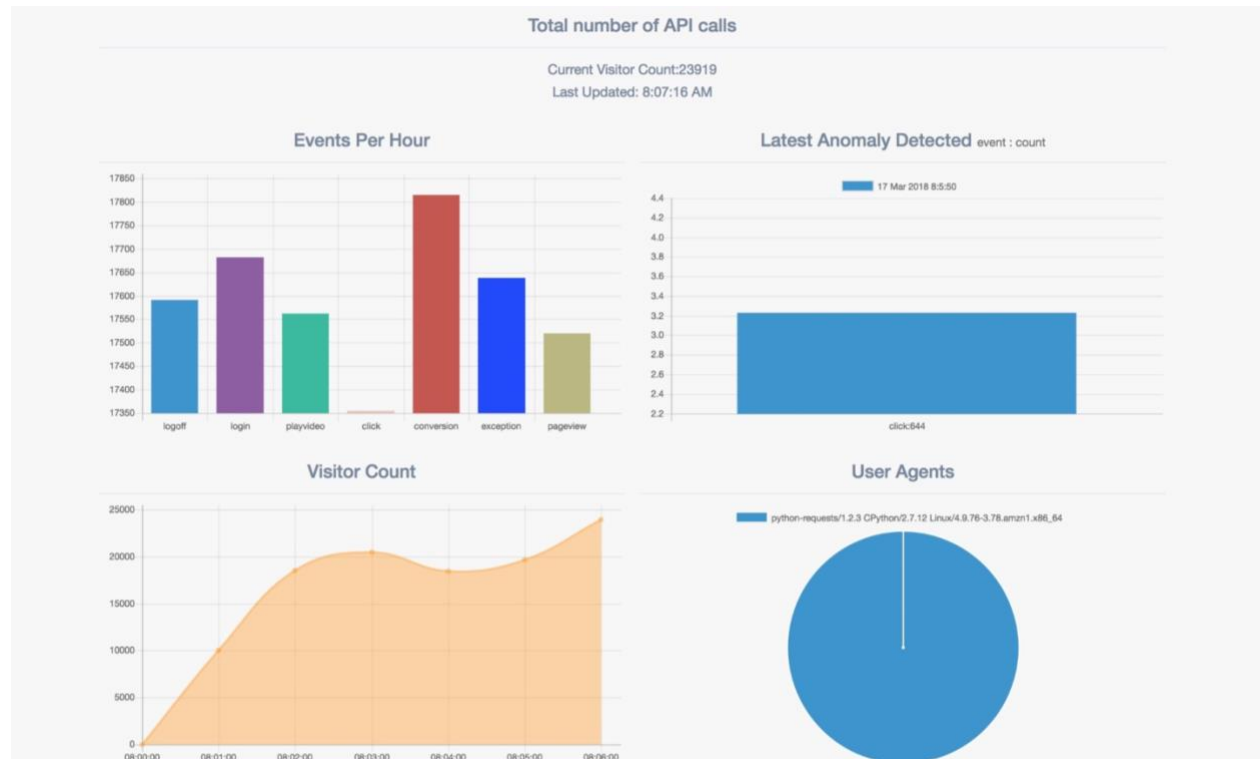 Total number of API calls
Current Visitor Count:23919
Last Updated: 8:07:16 AM
Events Per Hour
17850
17800
17750
17700
17650
17600
17550
17500
17450
17400
17350
logoff login playvideo click conversion exception pageview
Latest Anomaly Detected event : count
17 Mar 2018 8:5:50
4.4
4.2
4.0
3.8
3.6
3.4
3.2
3.0
2.8
2.6
2.4
2.2
click:644
Visitor Count
25000
20000
15000
10000
5000
0
08:00:00 08:01:00 08:02:00 08:03:00 08:04:00 08:05:00 08:06:00
User Agents
python-requests/1.2.3 CPython/2.7.12 Linux/4.9.76-3.78.amzn1.x86_64